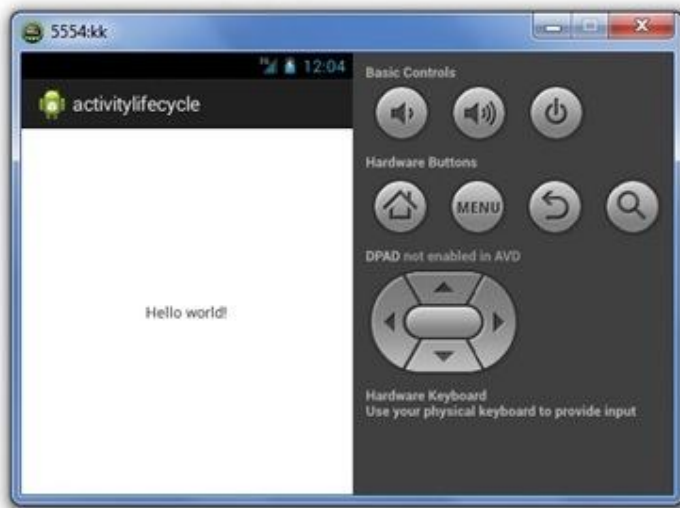 5554:kk
12:04
activitylifecycle
Hello world!
Basic Controls
Hardware Buttons
MENU
DPAD not enabled in AVD
Hardware Keyboard
Use your physical keyboard to provide input